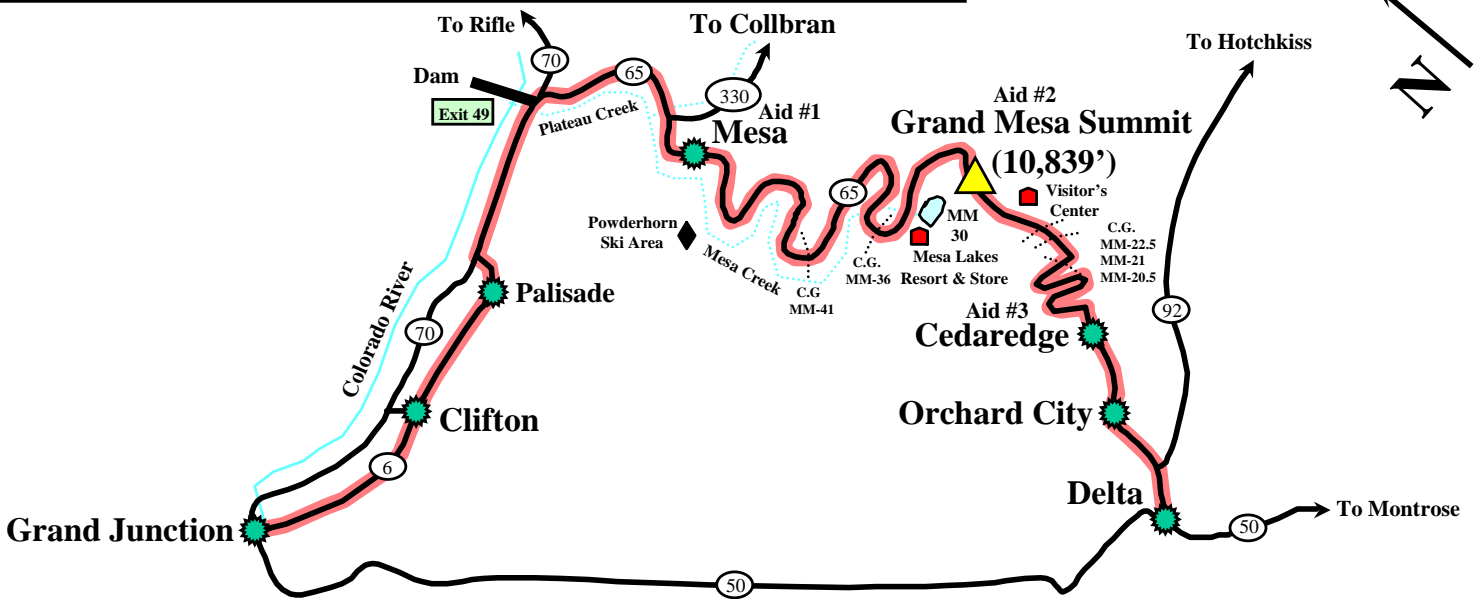 To Rifle
To Collbran
To Hotchkiss
N
70
65
Dam
330
Exit 49
Plateau Creek
Aid #1
Mesa
Aid #2
Grand Mesa Summit
(10,839’)
65
Visitor’s
Center
Powderhorn
Ski Area
MM
30
Mesa Lakes
Resort & Store
C.G.
MM-22.5
MM-21
MM-20.5
Mesa Creek
C.G.
MM-36
C.G
MM-41
Palisade
Colorado River
70
Aid #3
Cedaredge
92
Clifton
Orchard City
6
Delta
Grand Junction
To Montrose
50
50